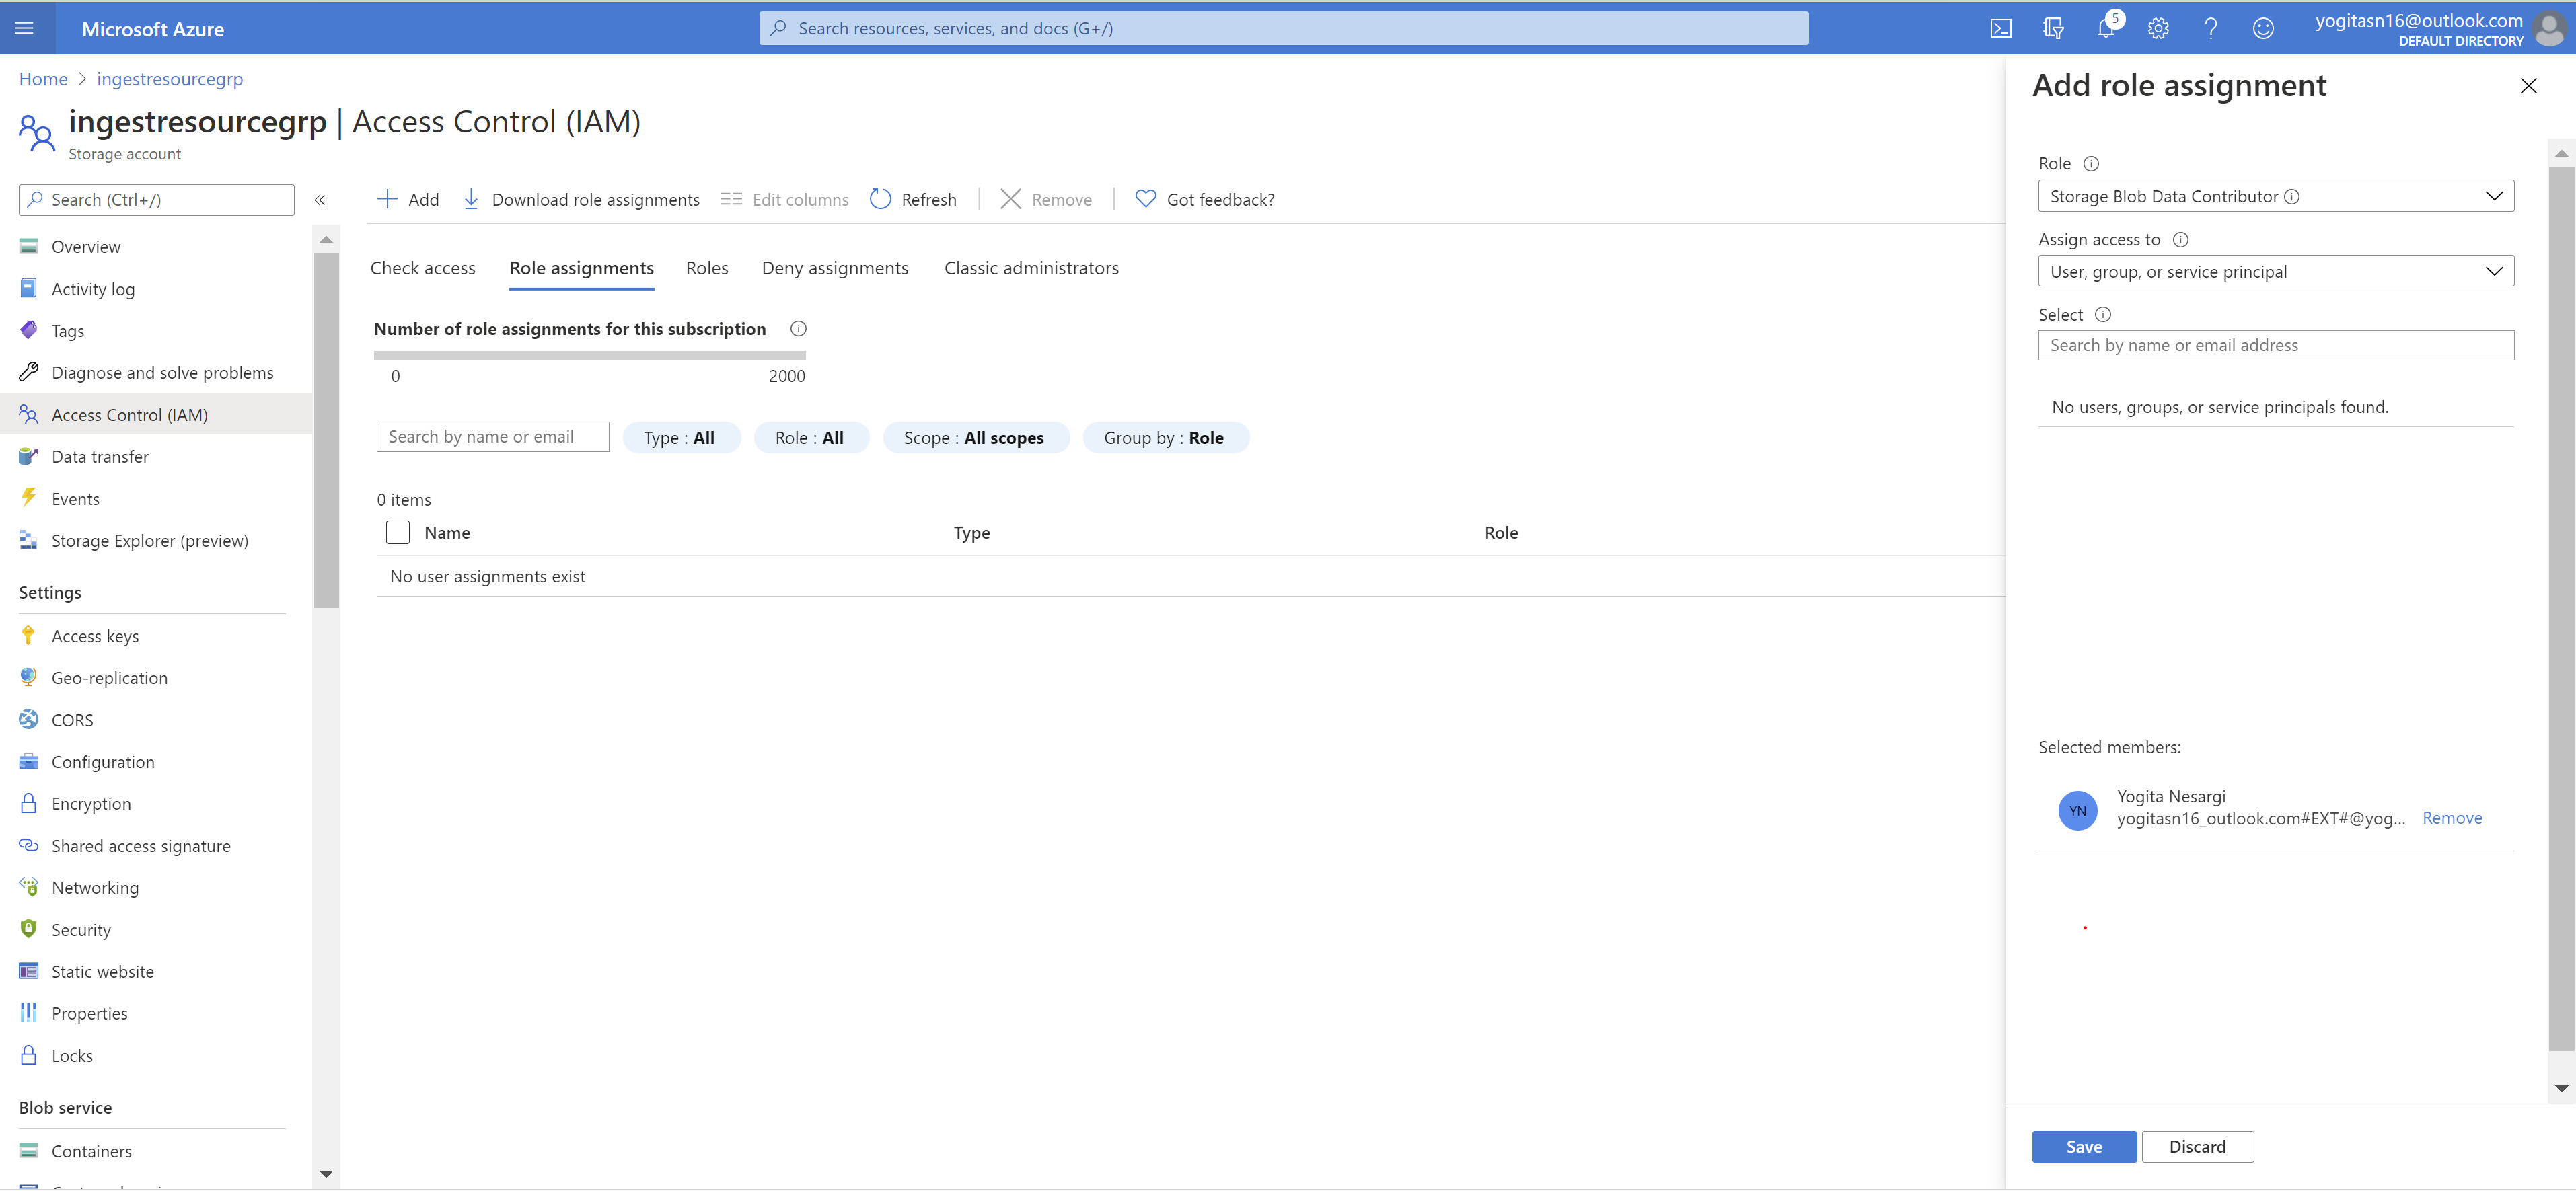 Microsoft Azure
Search resources, services, and docs (G+/)
5
yogitasn16@outlook.com
DEFAULT DIRECTORY
Home > ingestresourcegrp
ingestresourcegrp | Access Control (IAM)
Storage account
Search (Ctrl+/)
«
Overview
Activity log
Tags
Diagnose and solve problems
Access Control (IAM)
Data transfer
Events
Storage Explorer (preview)
Settings
Access keys
Geo-replication
CORS
Configuration
Encryption
Shared access signature
Networking
Security
Static website
Properties
Locks
Blob service
Containers
Add Download role assignments Edit columns Refresh Remove Got feedback?
Check access Role assignments Roles Deny assignments Classic administrators
Number of role assignments for this subscription
0 2000
Search by name or email Type : All Role : All Scope : All scopes Group by : Role
0 items
Name Type Role
No user assignments exist
Add role assignment
Role
Storage Blob Data Contributor
Assign access to
User, group, or service principal
Select
Search by name or email address
No users, groups, or service principals found.
Selected members:
YN
Yogita Nesargi
yogitasn16_outlook.com#EXT#@yog...
Remove
Save Discard